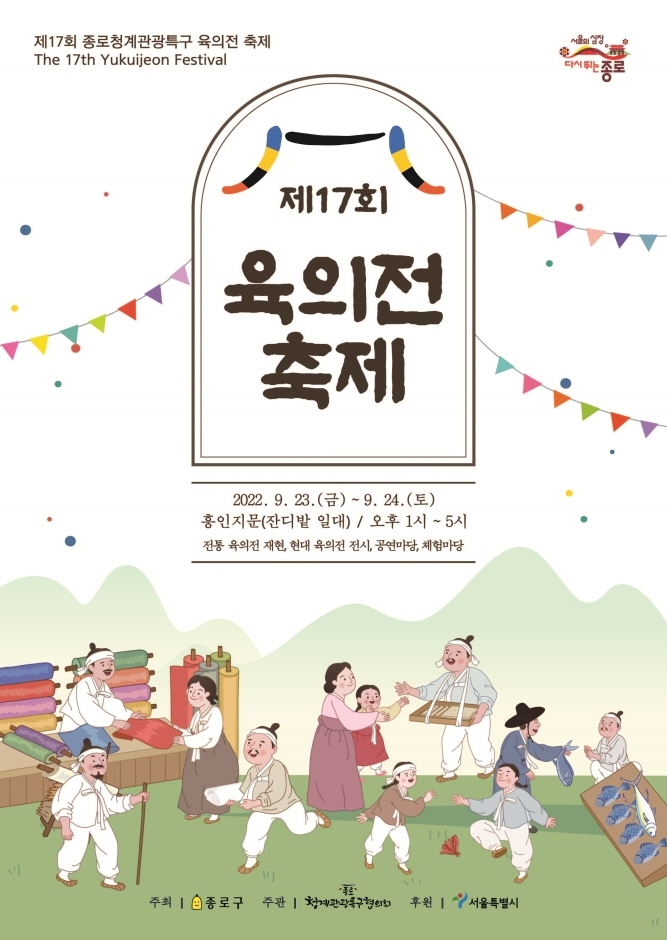 제17회 종로청계관광특구 육의전 축제
The 17th Yukuijeon Festival
서울의 심장
다시 뛰는 종로
제17회
육의전
축제
2022. 9. 23.(금) ~ 9. 24.(토)
흥인지문(잔디밭 일대) / 오후 1시 ~ 5시
전통 육의전 재현, 현대 육의전 전시, 공연마당, 체험마당
주최 | 종로구 주관 | 종로 청계관광특구협의회 후원 | 서울특별시